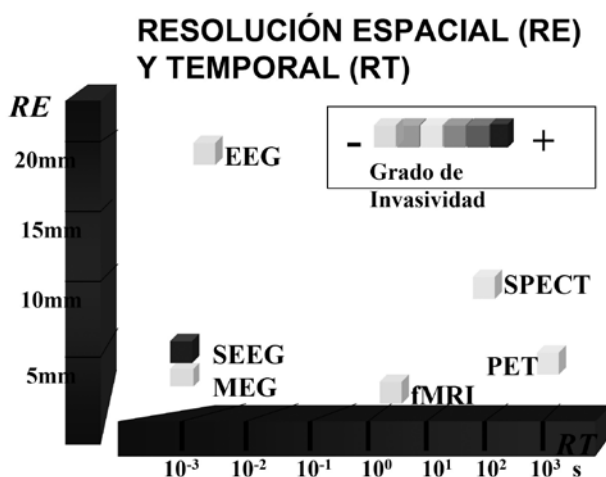 RESOLUCIÓN ESPACIAL (RE)
Y TEMPORAL (RT)
RE
- +
Grado de
Invasividad
20mm
EEG
15mm
10mm
SPECT
SEEG
PET
5mm
MEG
fMRI
RT
10⁻³ 10⁻² 10⁻¹ 10⁰ 10¹ 10² 10³ s